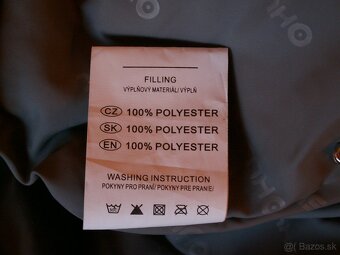 FILLING
VÝPLŇOVÝ MATERIÁL/ VÝPLŇ
CZ 100% POLYESTER
SK 100% POLYESTER
EN 100% POLYESTER
WASHING INSTRUCTION
POKYNY PRO PRANÍ/ POKYNY PRE PRANIE/
Bazos.sk